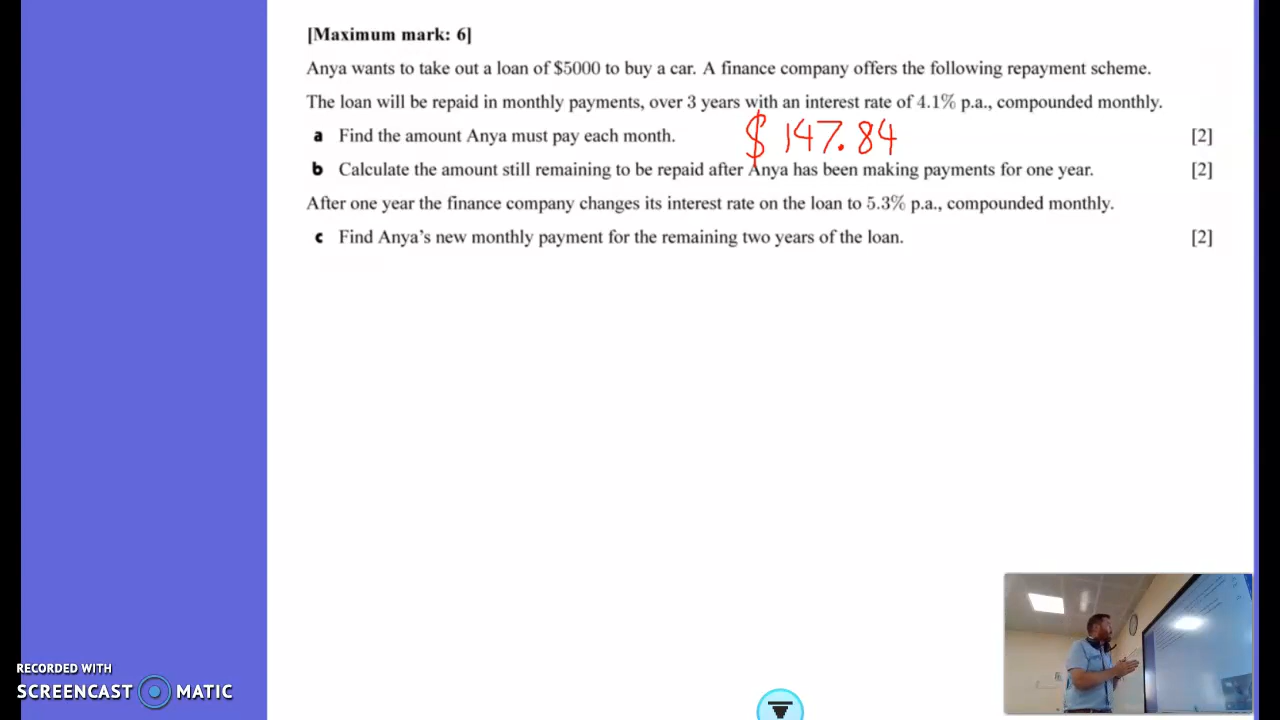 [Maximum mark: 6]
Anya wants to take out a loan of $5000 to buy a car. A finance company offers the following repayment scheme.
The loan will be repaid in monthly payments, over 3 years with an interest rate of 4.1% p.a., compounded monthly.
a Find the amount Anya must pay each month. $ 147.84 [2]
b Calculate the amount still remaining to be repaid after Anya has been making payments for one year. [2]
After one year the finance company changes its interest rate on the loan to 5.3% p.a., compounded monthly.
c Find Anya's new monthly payment for the remaining two years of the loan. [2]
RECORDED WITH
SCREENCAST MATIC